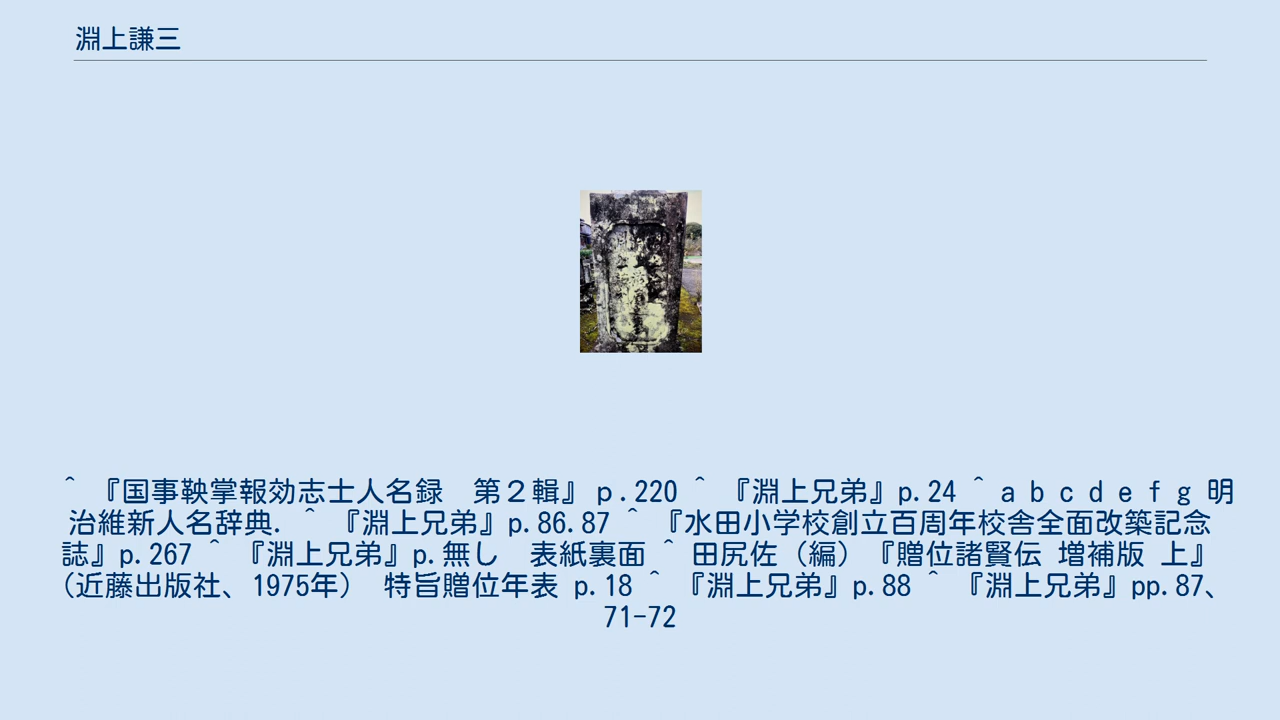 淵上謙三
^ 『国事鞅掌報効志士人名録　第２輯』ｐ.220 ^ 『淵上兄弟』p.24 ^ a b c d e f g 明
治維新人名辞典. ^ 『淵上兄弟』p.86.87 ^ 『水田小学校創立百周年校舎全面改築記念
誌』p.267 ^ 『淵上兄弟』p.無し　表紙裏面 ^ 田尻佐（編）『贈位諸賢伝 増補版 上』
（近藤出版社、1975年） 特旨贈位年表 p.18 ^ 『淵上兄弟』p.88 ^ 『淵上兄弟』pp.87、
71-72